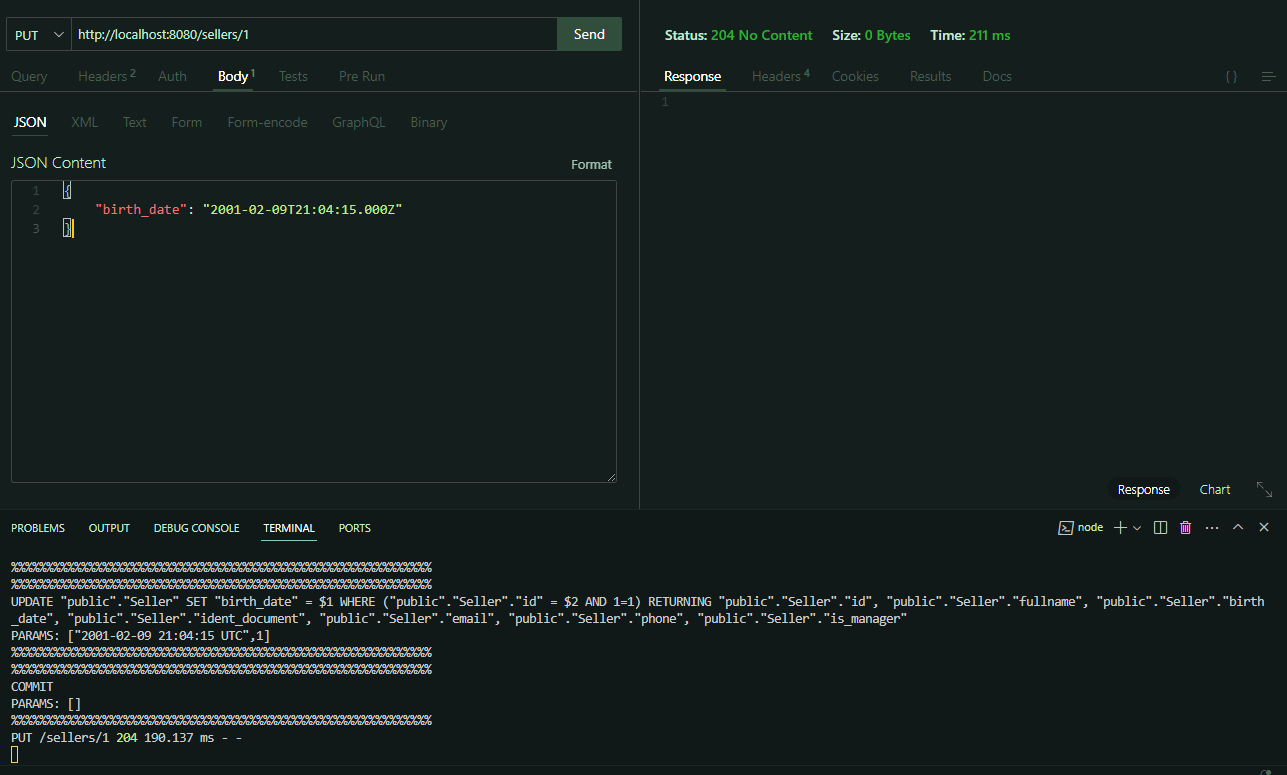 PUT http://localhost:8080/sellers/1 Send
Query Headers 2 Auth Body 1 Tests Pre Run
JSON XML Text Form Form-encode GraphQL Binary
JSON Content Format
1 {
2 "birth_date": "2001-02-09T21:04:15.000Z"
3 }
Status: 204 No Content Size: 0 Bytes Time: 211 ms
Response Headers 4 Cookies Results Docs { }
1
Response Chart
PROBLEMS OUTPUT DEBUG CONSOLE TERMINAL PORTS node
%%%%%%%%%%%%%%%%%%%%%%%%%%%%%%%%%%%%%%%%%%%%%%%%%%%%%%%%%%%%
%%%%%%%%%%%%%%%%%%%%%%%%%%%%%%%%%%%%%%%%%%%%%%%%%%%%%%%%%%%%
UPDATE "public"."Seller" SET "birth_date" = $1 WHERE ("public"."Seller"."id" = $2 AND 1=1) RETURNING "public"."Seller"."id", "public"."Seller"."fullname", "public"."Seller"."birth
_date", "public"."Seller"."ident_document", "public"."Seller"."email", "public"."Seller"."phone", "public"."Seller"."is_manager"
PARAMS: ["2001-02-09 21:04:15 UTC",1]
%%%%%%%%%%%%%%%%%%%%%%%%%%%%%%%%%%%%%%%%%%%%%%%%%%%%%%%%%%%%
%%%%%%%%%%%%%%%%%%%%%%%%%%%%%%%%%%%%%%%%%%%%%%%%%%%%%%%%%%%%
COMMIT
PARAMS: []
%%%%%%%%%%%%%%%%%%%%%%%%%%%%%%%%%%%%%%%%%%%%%%%%%%%%%%%%%%%%
PUT /sellers/1 204 190.137 ms - -